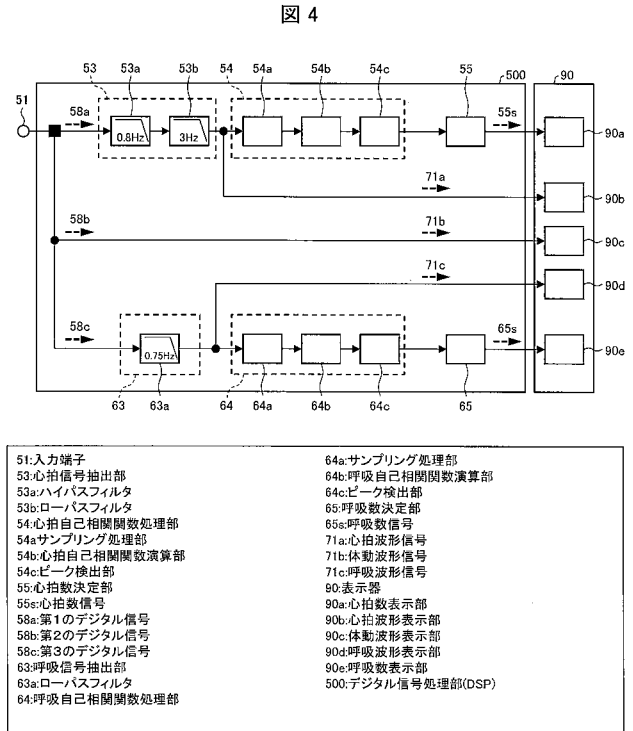 図 4
53
53a
53b
54
54a
54b
54c
55
500
90
51
58a
55s
0.8Hz
3Hz
90a
71a
90b
58b
71b
90c
71c
90d
58c
65s
0.75Hz
90e
63
63a
64
64a
64b
64c
65
51:入力端子
53:心拍信号抽出部
53a:ハイパスフィルタ
53b:ローパスフィルタ
54:心拍自己相関関数処理部
54aサンプリング処理部
54b:心拍自己相関関数演算部
54c:ピーク検出部
55:心拍数決定部
55s:心拍数信号
58a:第1のデジタル信号
58b:第2のデジタル信号
58c:第3のデジタル信号
63:呼吸信号抽出部
63a:ローパスフィルタ
64:呼吸自己相関関数処理部
64a:サンプリング処理部
64b:呼吸自己相関関数演算部
64c:ピーク検出部
65:呼吸数決定部
65s:呼吸数信号
71a:心拍波形信号
71b:体動波形信号
71c:呼吸波形信号
90:表示器
90a:心拍数表示部
90b:心拍波形表示部
90c:体動波形表示部
90d:呼吸波形表示部
90e:呼吸数表示部
500:デジタル信号処理部(DSP)